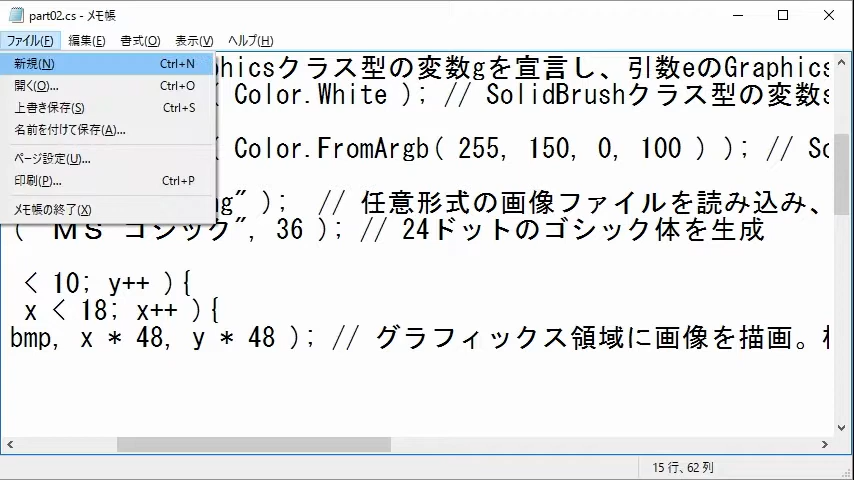 part02.cs - メモ帳
ファイル(F) 編集(E) 書式(O) 表示(V) ヘルプ(H)
新規(N) Ctrl+N
開く(O)... Ctrl+O
上書き保存(S) Ctrl+S
名前を付けて保存(A)...
ページ設定(U)...
印刷(P)... Ctrl+P
メモ帳の終了(X)
phicsクラス型の変数gを宣言し、引数eのGraphics
( Color.White ); // SolidBrushクラス型の変数s
( Color.FromArgb( 255, 150, 0, 100 ) ); // So
ng" ); // 任意形式の画像ファイルを読み込み、
( "ＭＳ ゴシック", 36 ); // 24ドットのゴシック体を生成
< 10; y++ ){
x < 18; x++ ){
bmp, x * 48, y * 48 ); // グラフィックス領域に画像を描画。
15 行、62 列